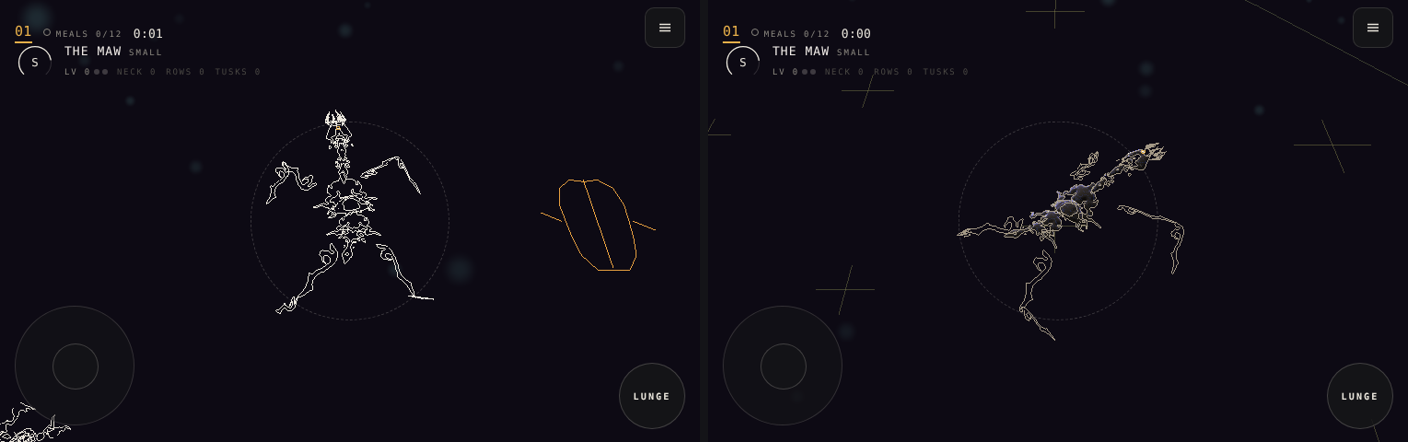 01 MEALS 0/12 0:01
S THE MAW SMALL
LV 0 NECK 0 ROWS 0 TUSKS 0
LUNGE
01 MEALS 0/12 0:00
S THE MAW SMALL
LV 0 NECK 0 ROWS 0 TUSKS 0
LUNGE